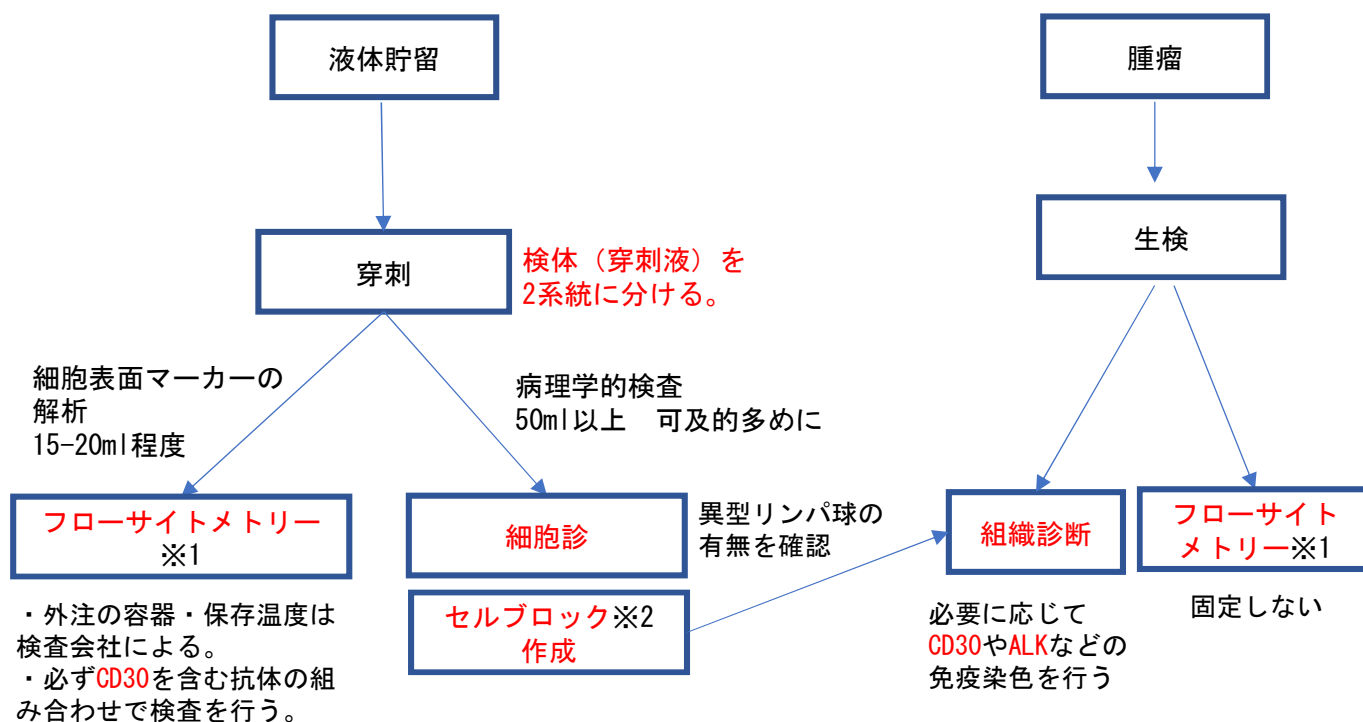 液体貯留
腫瘤
穿刺
検体（穿刺液）を
2系統に分ける。
生検
細胞表面マーカーの
解析
15-20ml程度
病理学的検査
50ml以上　可及的多めに
フローサイトメトリー
※1
細胞診
異型リンパ球の
有無を確認
組織診断
フローサイト
メトリー※1
・外注の容器・保存温度は
検査会社による。
・必ずCD30を含む抗体の組
み合わせで検査を行う。
セルブロック※2
作成
必要に応じて
CD30やALKなどの
免疫染色を行う
固定しない